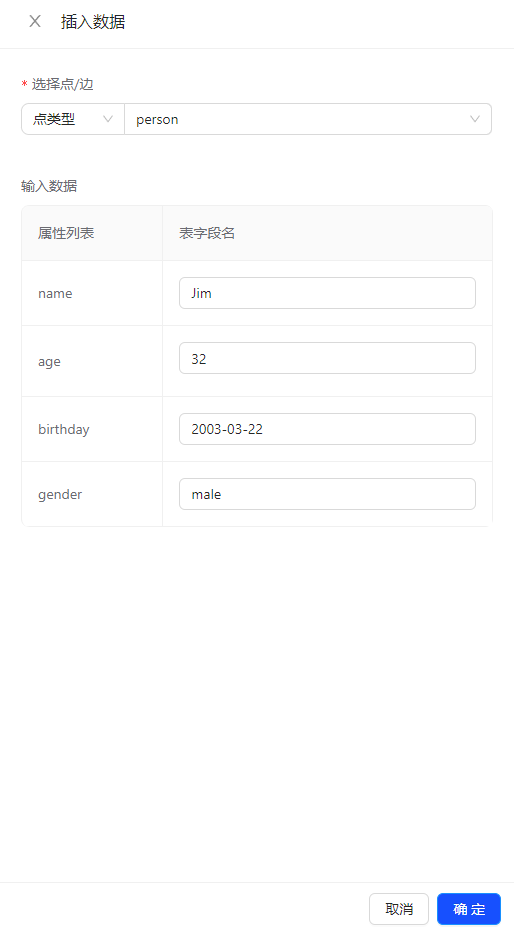 插入数据
* 选择点/边
点类型 person
输入数据
属性列表 表字段名
name Jim
age 32
birthday 2003-03-22
gender male
取消 确 定